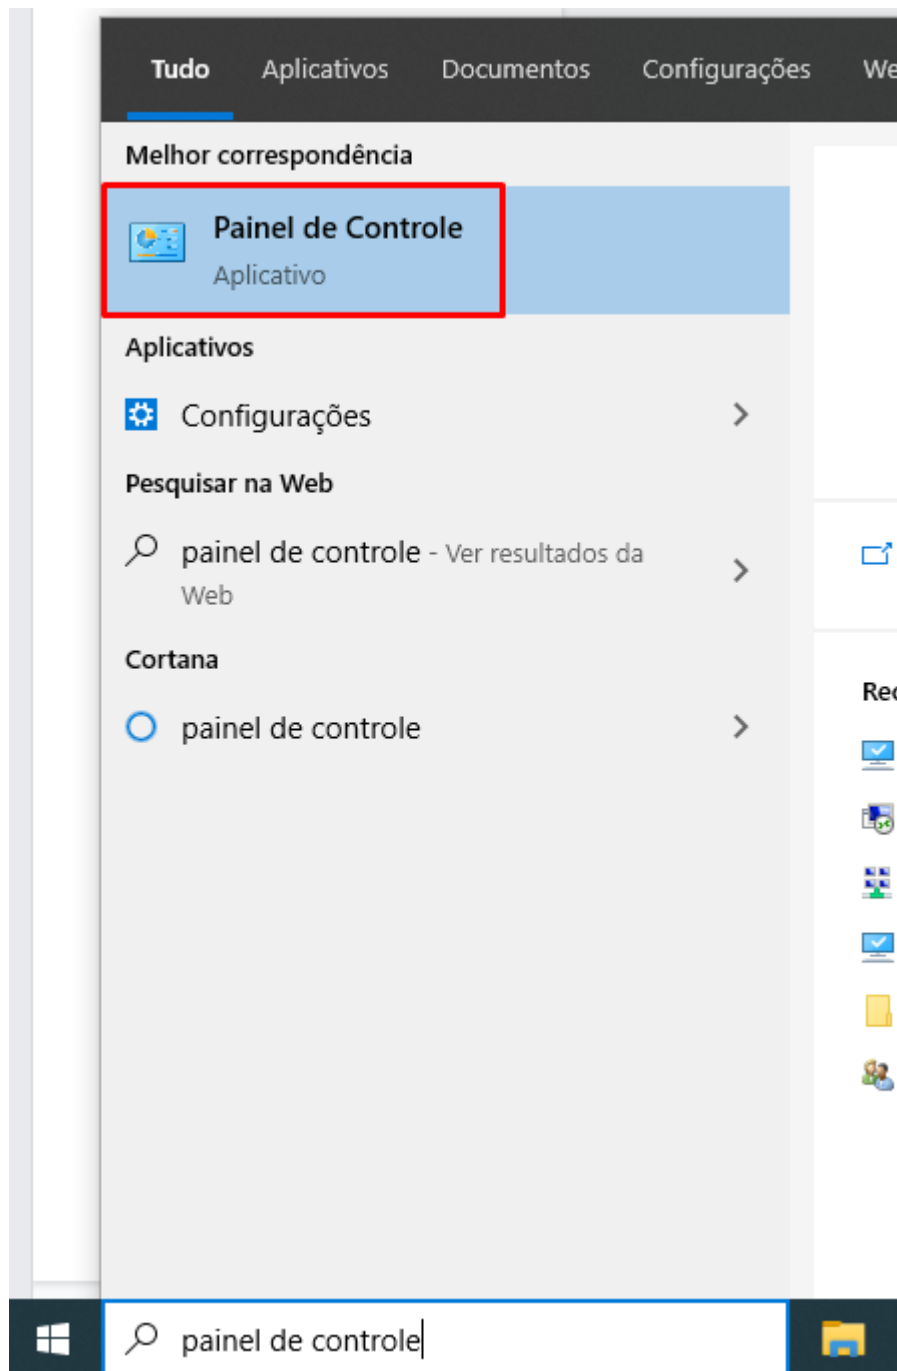 Tudo Aplicativos Documentos Configurações
Melhor correspondência
Painel de Controle
Aplicativo
Aplicativos
Configurações
Pesquisar na Web
painel de controle - Ver resultados da
Web
Cortana
painel de controle
painel de controle